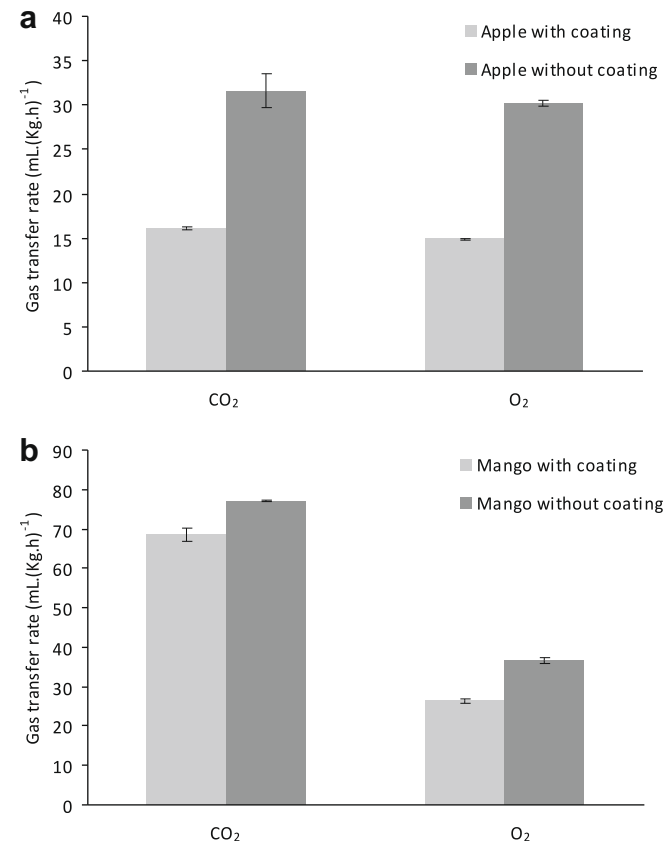 a
Apple with coating
Apple without coating
Gas transfer rate (mL.(Kg.h)⁻¹)
40
35
30
25
20
15
10
5
0
CO₂ O₂
b
Mango with coating
Mango without coating
Gas transfer rate (mL.(Kg.h)⁻¹)
90
80
70
60
50
40
30
20
10
0
CO₂ O₂